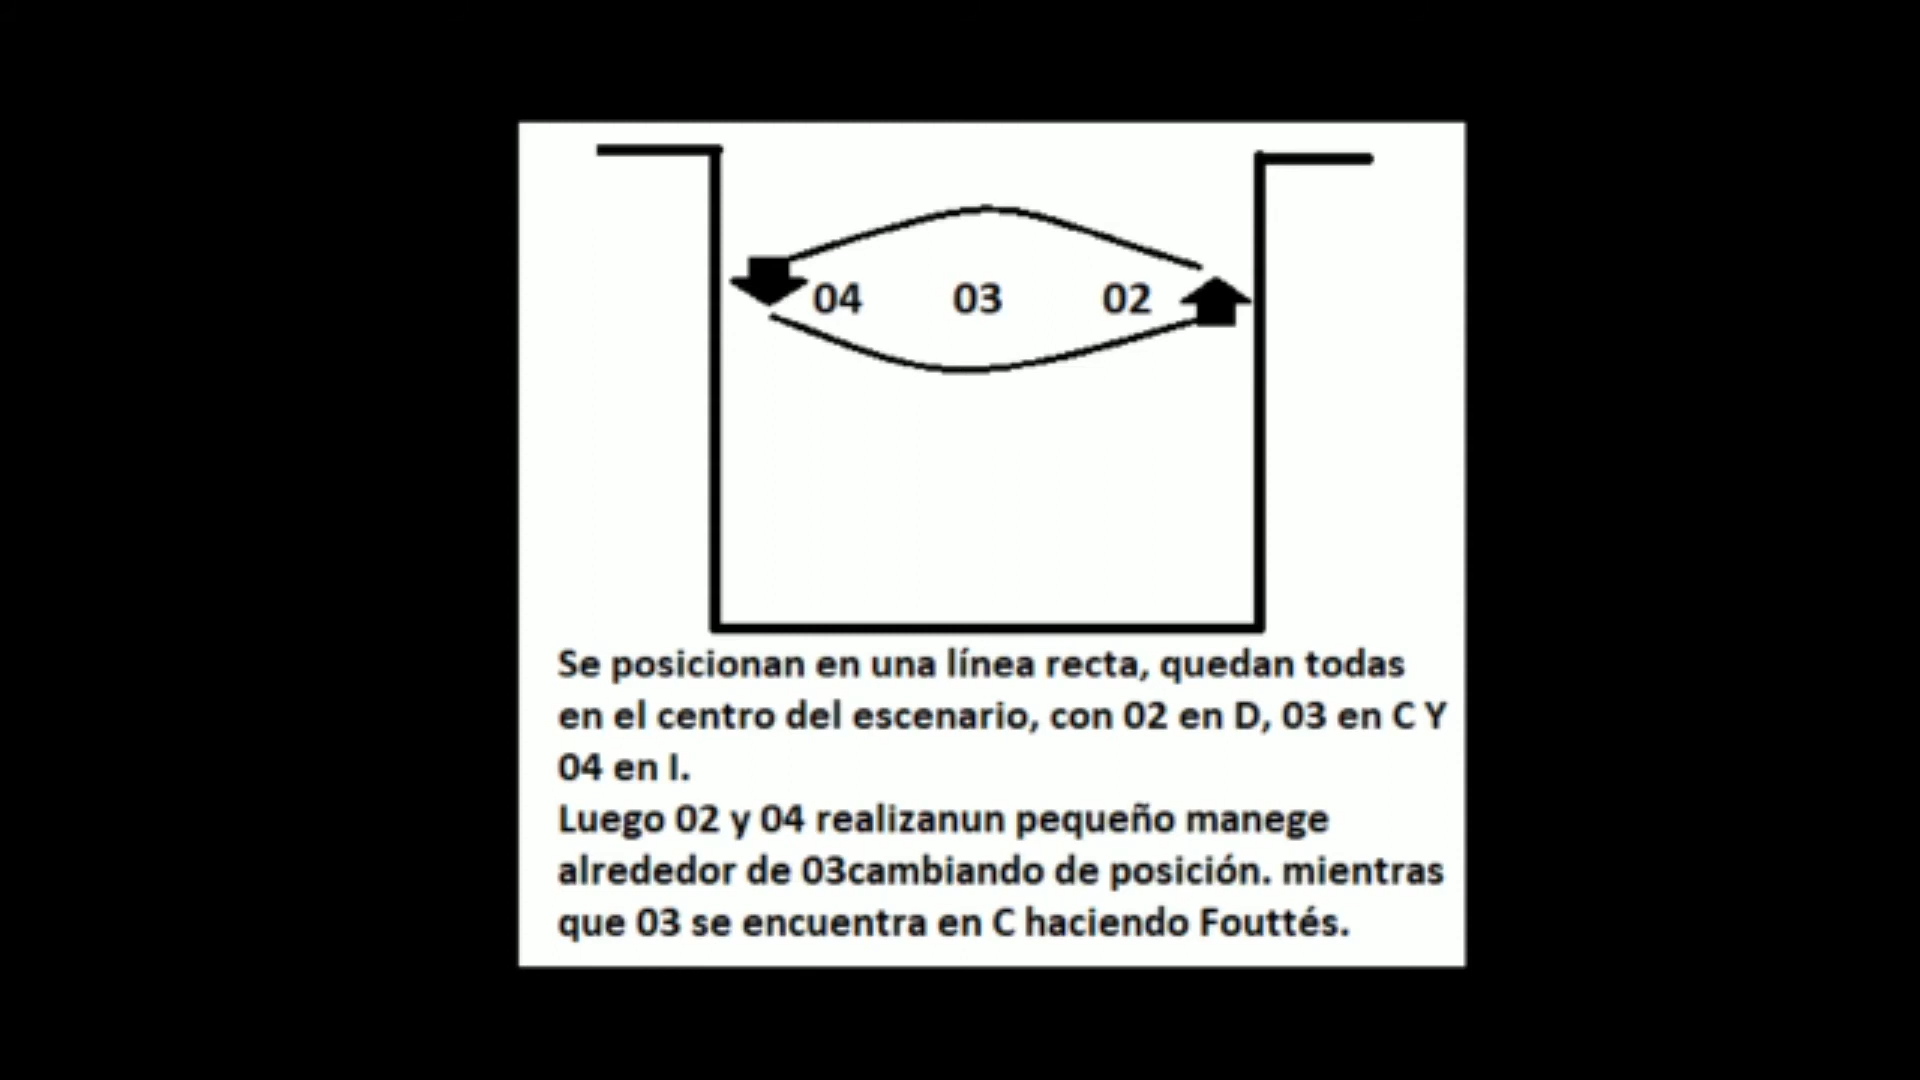 04 03 02
Se posicionan en una línea recta, quedan todas
en el centro del escenario, con 02 en D, 03 en C Y
04 en I.
Luego 02 y 04 realizanun pequeño manege
alrededor de 03cambiando de posición. mientras
que 03 se encuentra en C haciendo Fouttés.